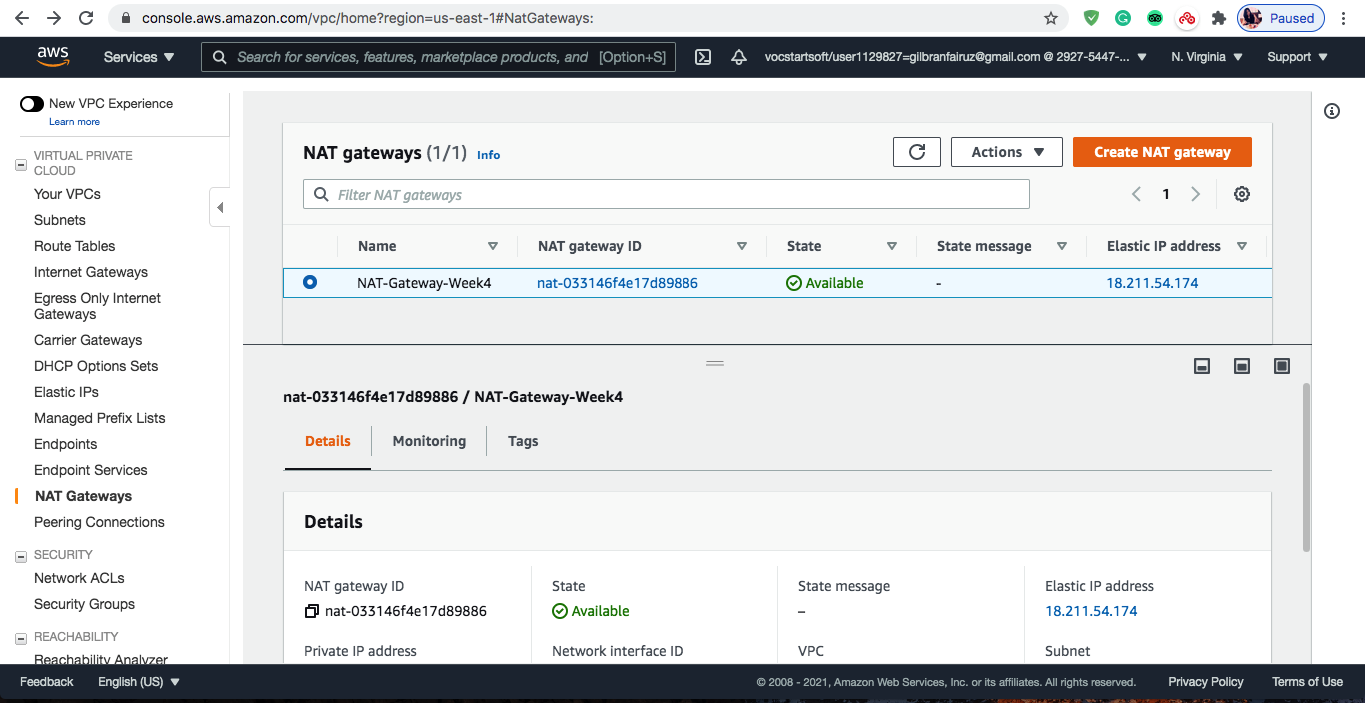 console.aws.amazon.com/vpc/home?region=us-east-1#NatGateways:
Paused
aws
Services
Search for services, features, marketplace products, and [Option+S]
vocstartsoft/user1129827=gilbranfairuz@gmail.com @ 2927-5447-...
N. Virginia
Support
New VPC Experience
Learn more
VIRTUAL PRIVATE
CLOUD
Your VPCs
Subnets
Route Tables
Internet Gateways
Egress Only Internet
Gateways
Carrier Gateways
DHCP Options Sets
Elastic IPs
Managed Prefix Lists
Endpoints
Endpoint Services
NAT Gateways
Peering Connections
SECURITY
Network ACLs
Security Groups
REACHABILITY
Reachability Analyzer
NAT gateways (1/1) Info
Actions
Create NAT gateway
Filter NAT gateways
1
Name NAT gateway ID State State message Elastic IP address
NAT-Gateway-Week4 nat-033146f4e17d89886 Available - 18.211.54.174
nat-033146f4e17d89886 / NAT-Gateway-Week4
Details Monitoring Tags
Details
NAT gateway ID State State message Elastic IP address
nat-033146f4e17d89886 Available – 18.211.54.174
Private IP address Network interface ID VPC Subnet
Feedback English (US) © 2008 - 2021, Amazon Web Services, Inc. or its affiliates. All rights reserved. Privacy Policy Terms of Use